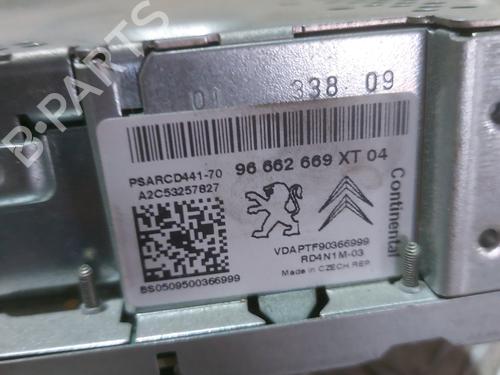 B-PARTS
01 338 09
PSARCD441-70
96 662 669 XT 04
A2C53257827
Continental
VDAPTF90366999
RD4N1M-03
Made in CZECH.REP.
BS0509500366999